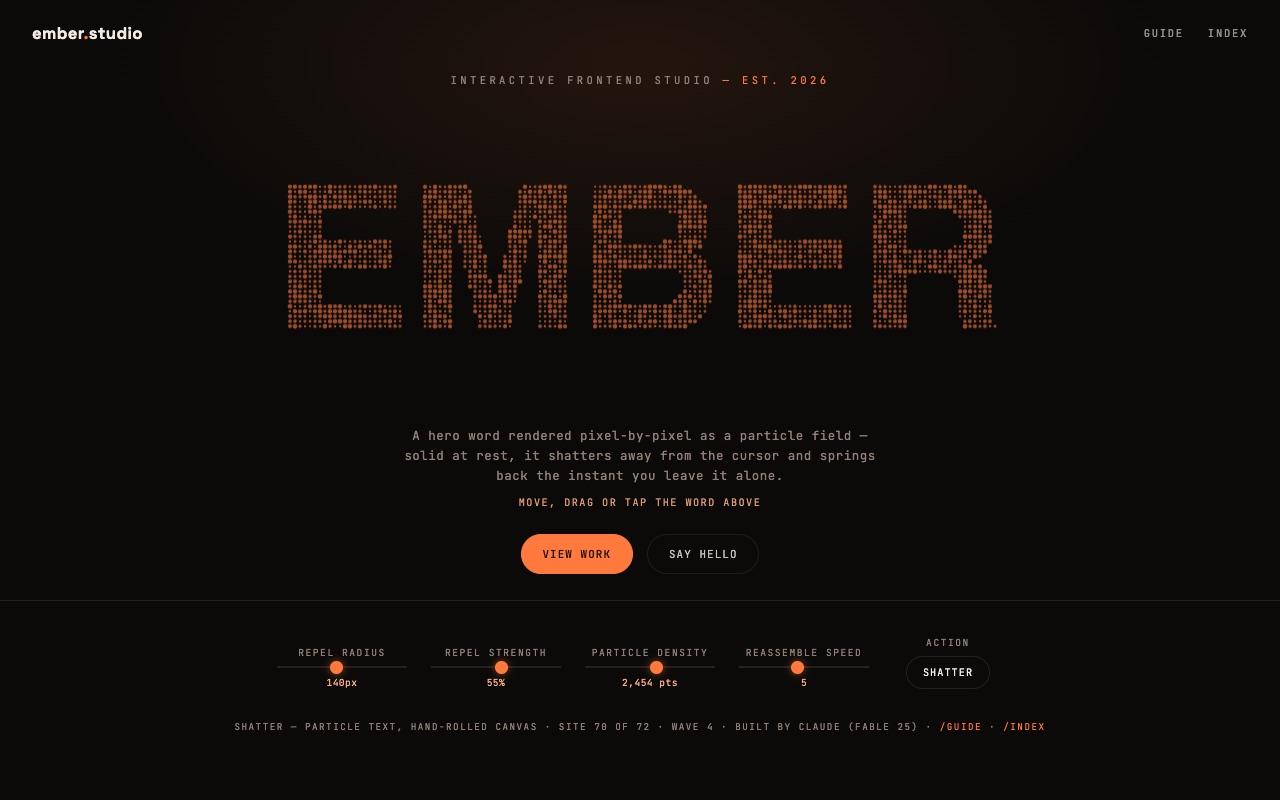 ember.studio
GUIDE INDEX
INTERACTIVE FRONTEND STUDIO — EST. 2026
EMBER
A hero word rendered pixel-by-pixel as a particle field —
solid at rest, it shatters away from the cursor and springs
back the instant you leave it alone.
MOVE, DRAG OR TAP THE WORD ABOVE
VIEW WORK SAY HELLO
REPEL RADIUS
140px
REPEL STRENGTH
55%
PARTICLE DENSITY
2,454 pts
REASSEMBLE SPEED
5
ACTION
SHATTER
SHATTER — PARTICLE TEXT, HAND-ROLLED CANVAS · SITE 70 OF 72 · WAVE 4 · BUILT BY CLAUDE (FABLE 25) · /GUIDE · /INDEX